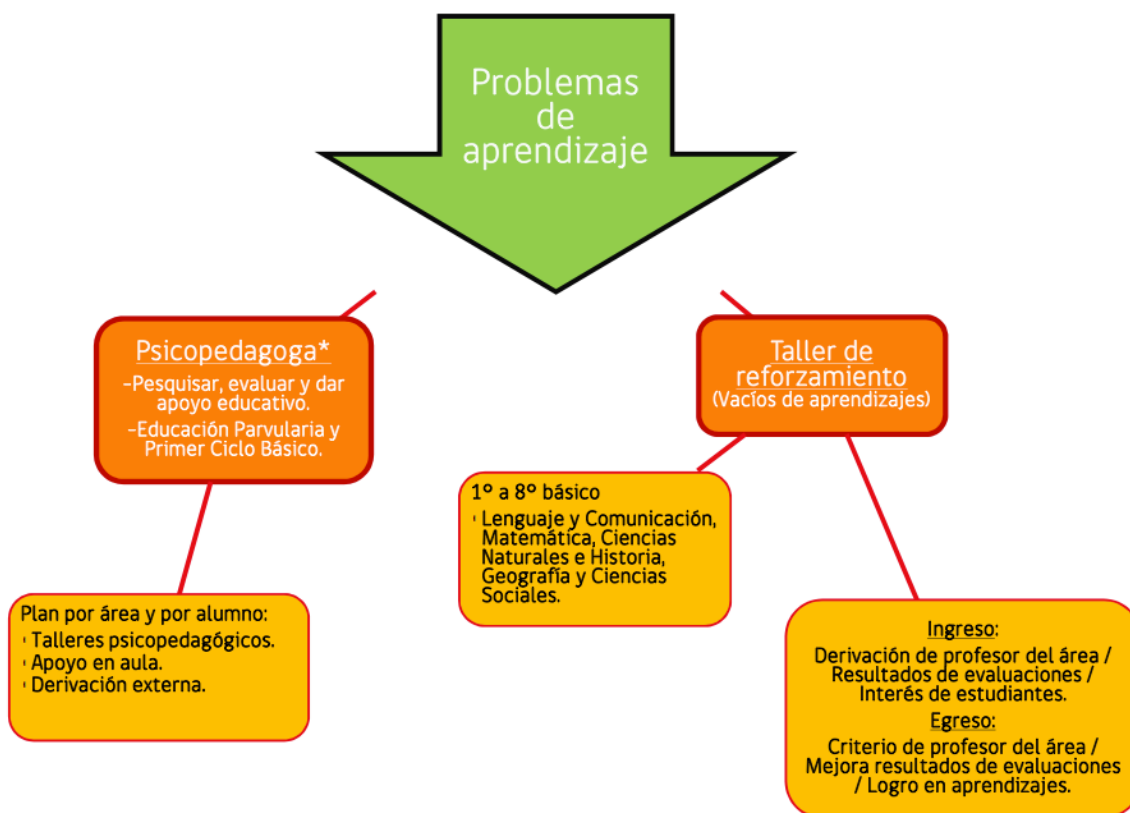 Problemas
de
aprendizaje
Psicopedagoga*
-Pesquisar, evaluar y dar
apoyo educativo.
-Educación Parvularia y
Primer Ciclo Básico.
Taller de
reforzamiento
(Vacíos de aprendizajes)
1° a 8° básico
Lenguaje y Comunicación,
Matemática, Ciencias
Naturales e Historia,
Geografía y Ciencias
Sociales.
Plan por área y por alumno:
Talleres psicopedagógicos.
Apoyo en aula.
Derivación externa.
Ingreso:
Derivación de profesor del área /
Resultados de evaluaciones /
Interés de estudiantes.
Egreso:
Criterio de profesor del área /
Mejora resultados de evaluaciones
/ Logro en aprendizajes.